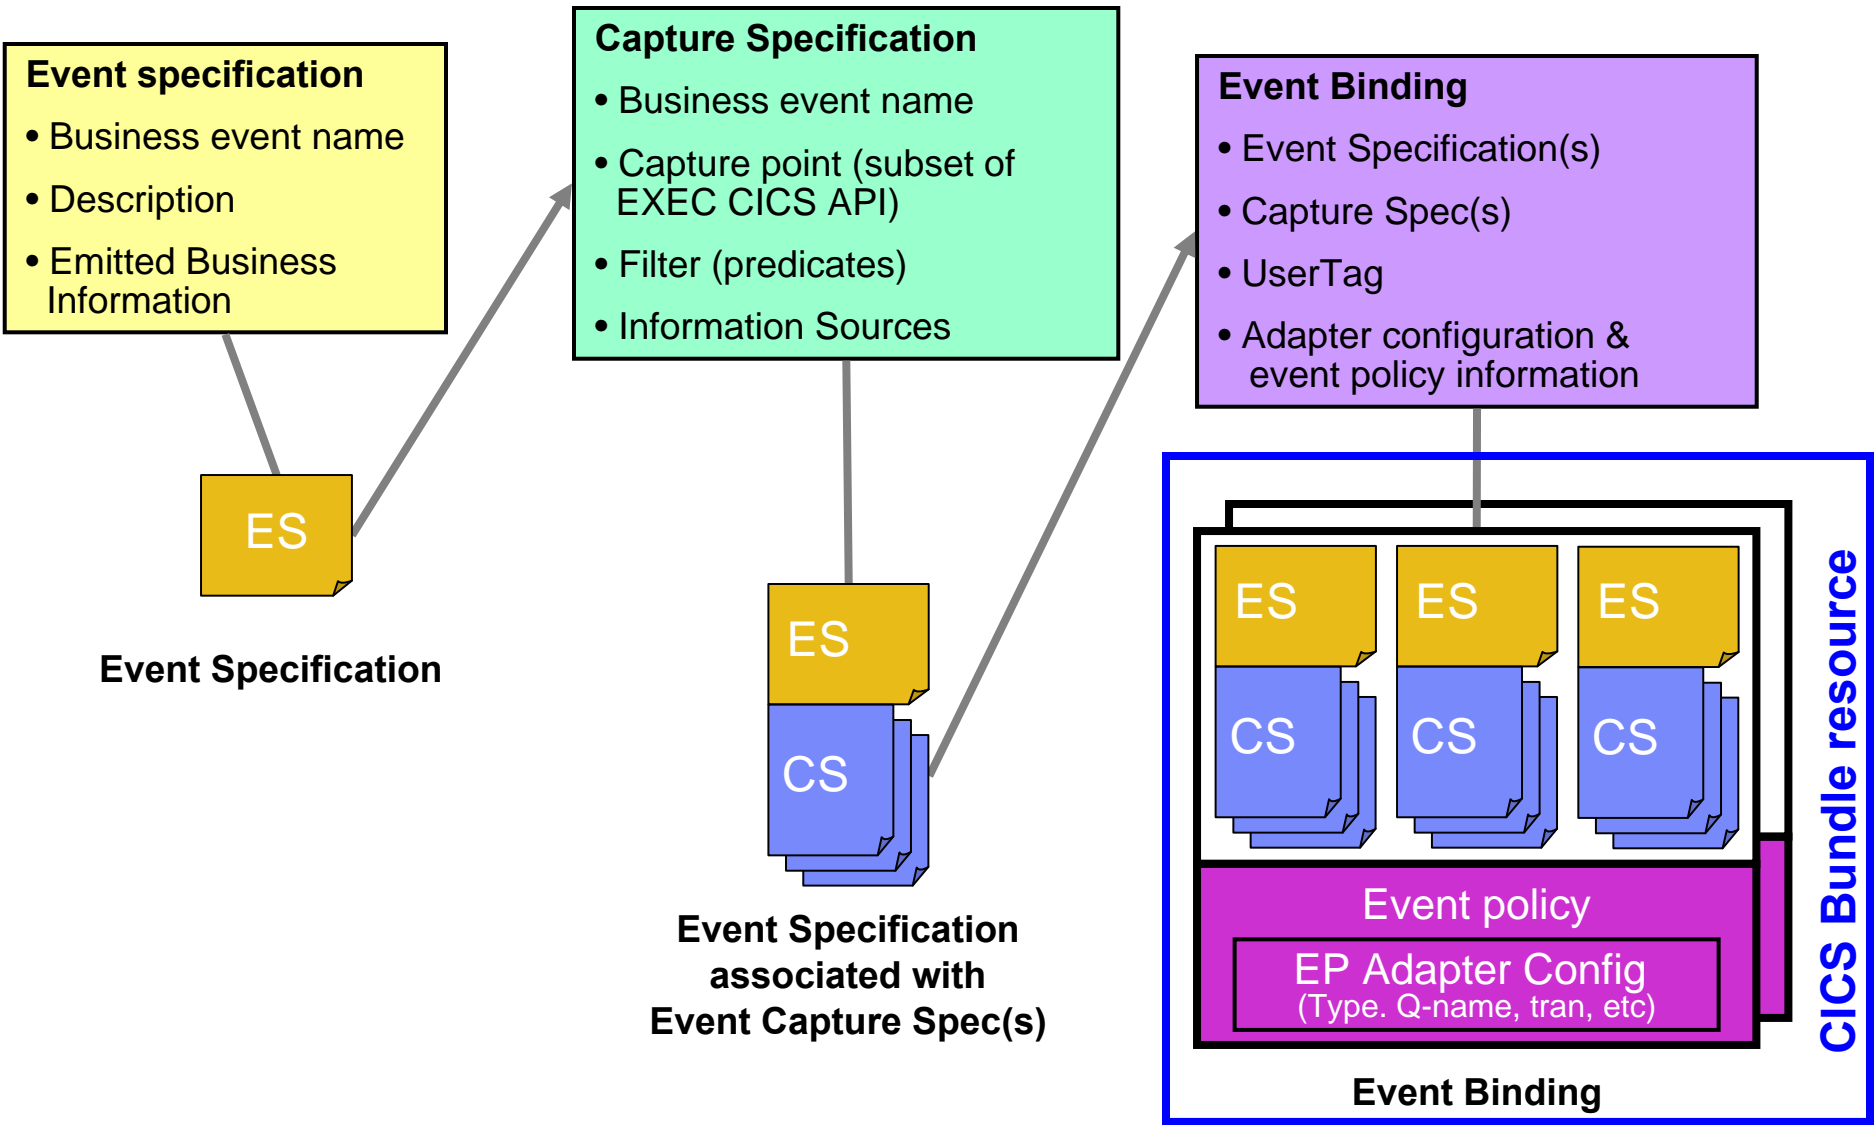 Event specification
• Business event name
• Description
• Emitted Business
Information
Capture Specification
• Business event name
• Capture point (subset of
EXEC CICS API)
• Filter (predicates)
• Information Sources
Event Binding
• Event Specification(s)
• Capture Spec(s)
• UserTag
• Adapter configuration &
event policy information
ES
Event Specification
ES
CS
Event Specification
associated with
Event Capture Spec(s)
ES ES ES
CS CS CS
Event policy
EP Adapter Config
(Type. Q-name, tran, etc)
Event Binding
CICS Bundle resource